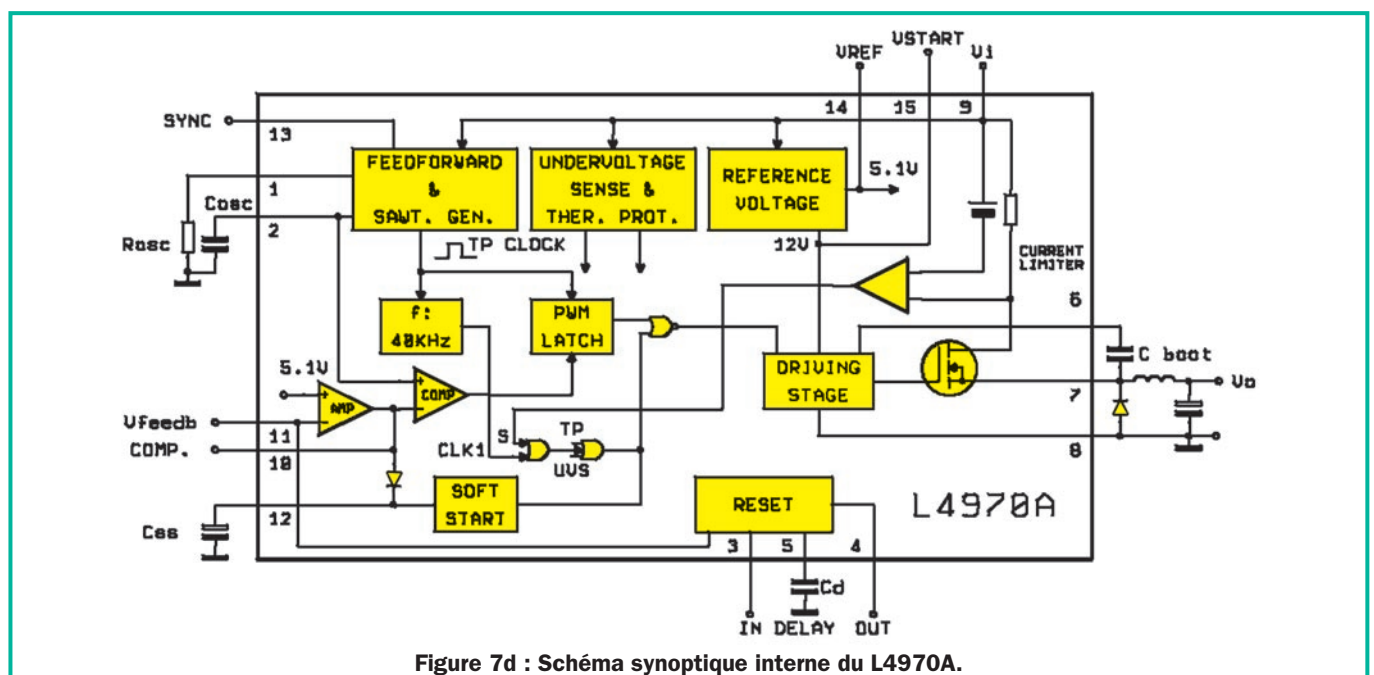 VREF
VSTART
Vi
14
15
9
SYNC
13
FEEDFORWARD
&
SAWT. GEN.
UNDERVOLTAGE
SENSE &
THER. PROT.
REFERENCE
VOLTAGE
5.1V
1
Cosc
2
Rosc
TP CLOCK
12V
CURRENT
LIMITER
6
f:
40KHz
PWM
LATCH
5.1V
AMP
COMP
DRIVING
STAGE
C boot
7
Vo
Vfeedb
11
COMP.
10
S
CLK1
TP
UVS
8
SOFT
START
RESET
L4970A
Css
12
3
5
4
Cd
IN
DELAY
OUT
Figure 7d : Schéma synoptique interne du L4970A.